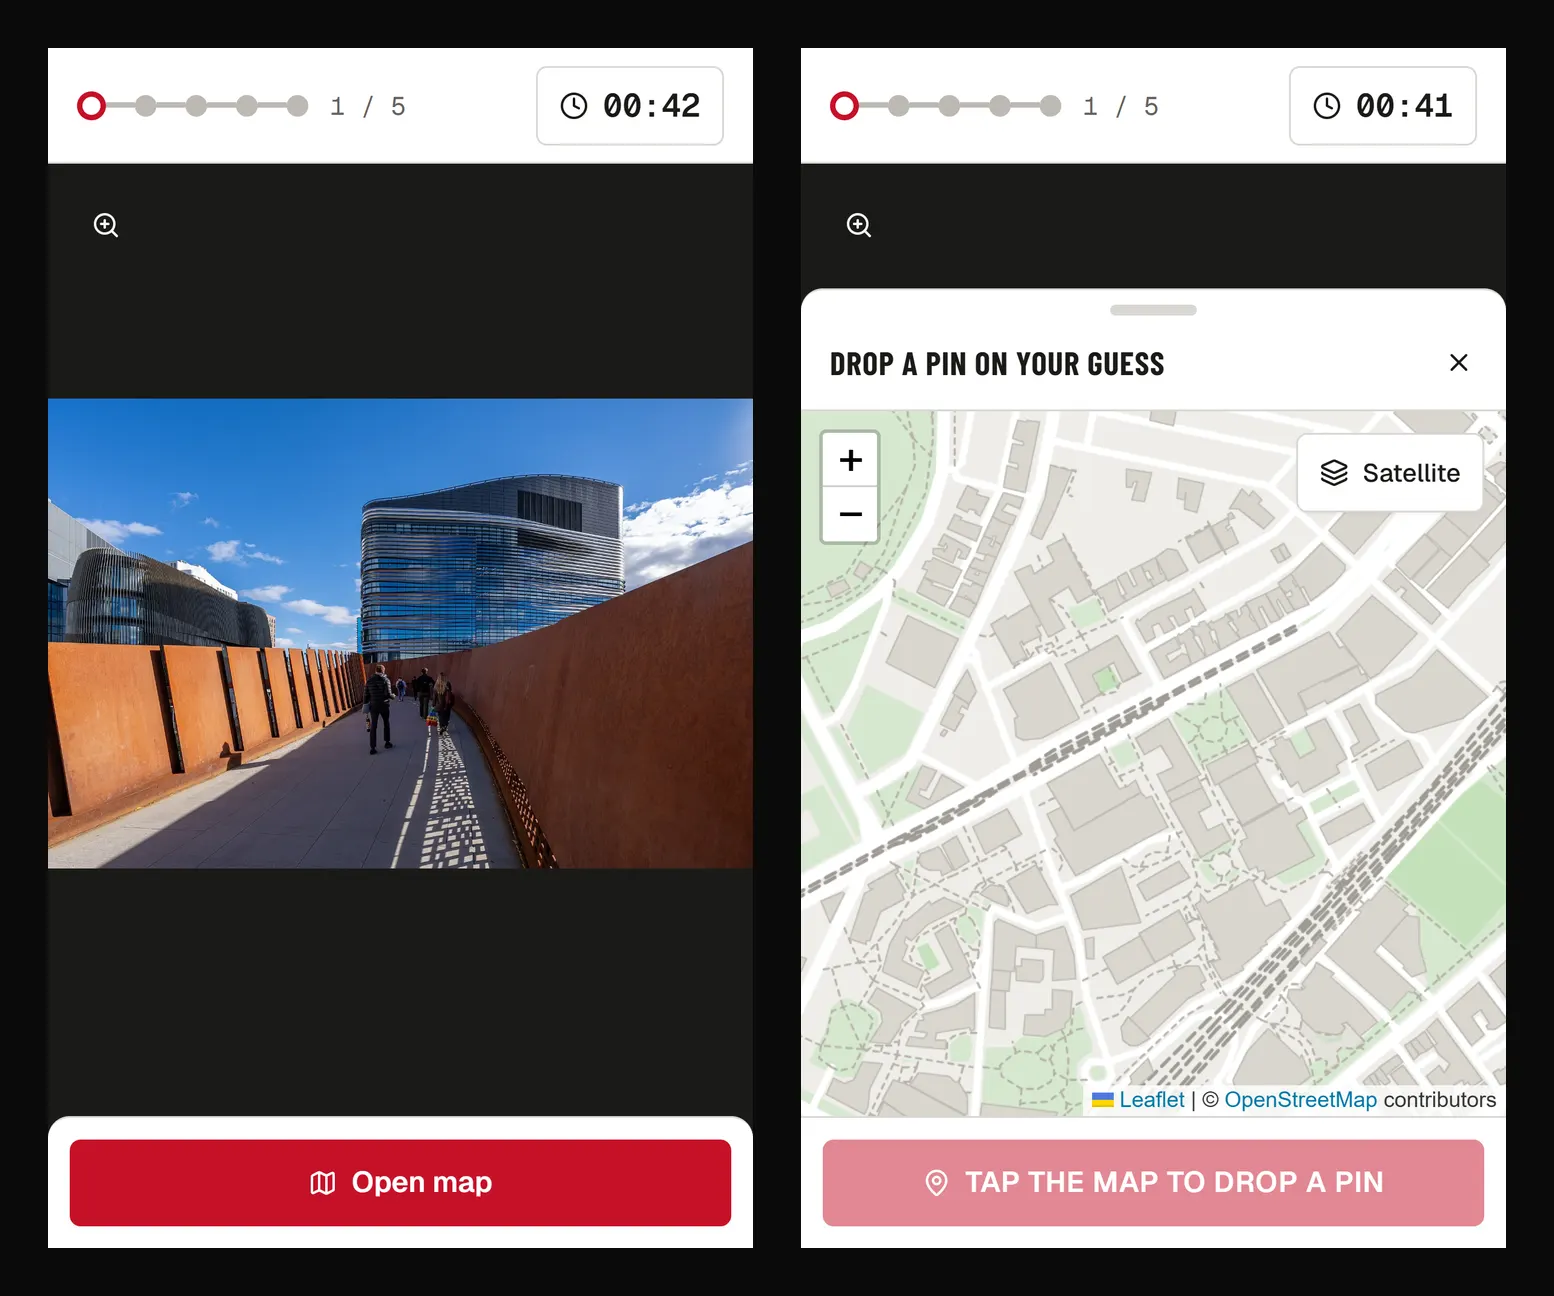 1 / 5
00:42
Open map
1 / 5
00:41
DROP A PIN ON YOUR GUESS
+
Satellite
−
Leaflet | © OpenStreetMap contributors
TAP THE MAP TO DROP A PIN